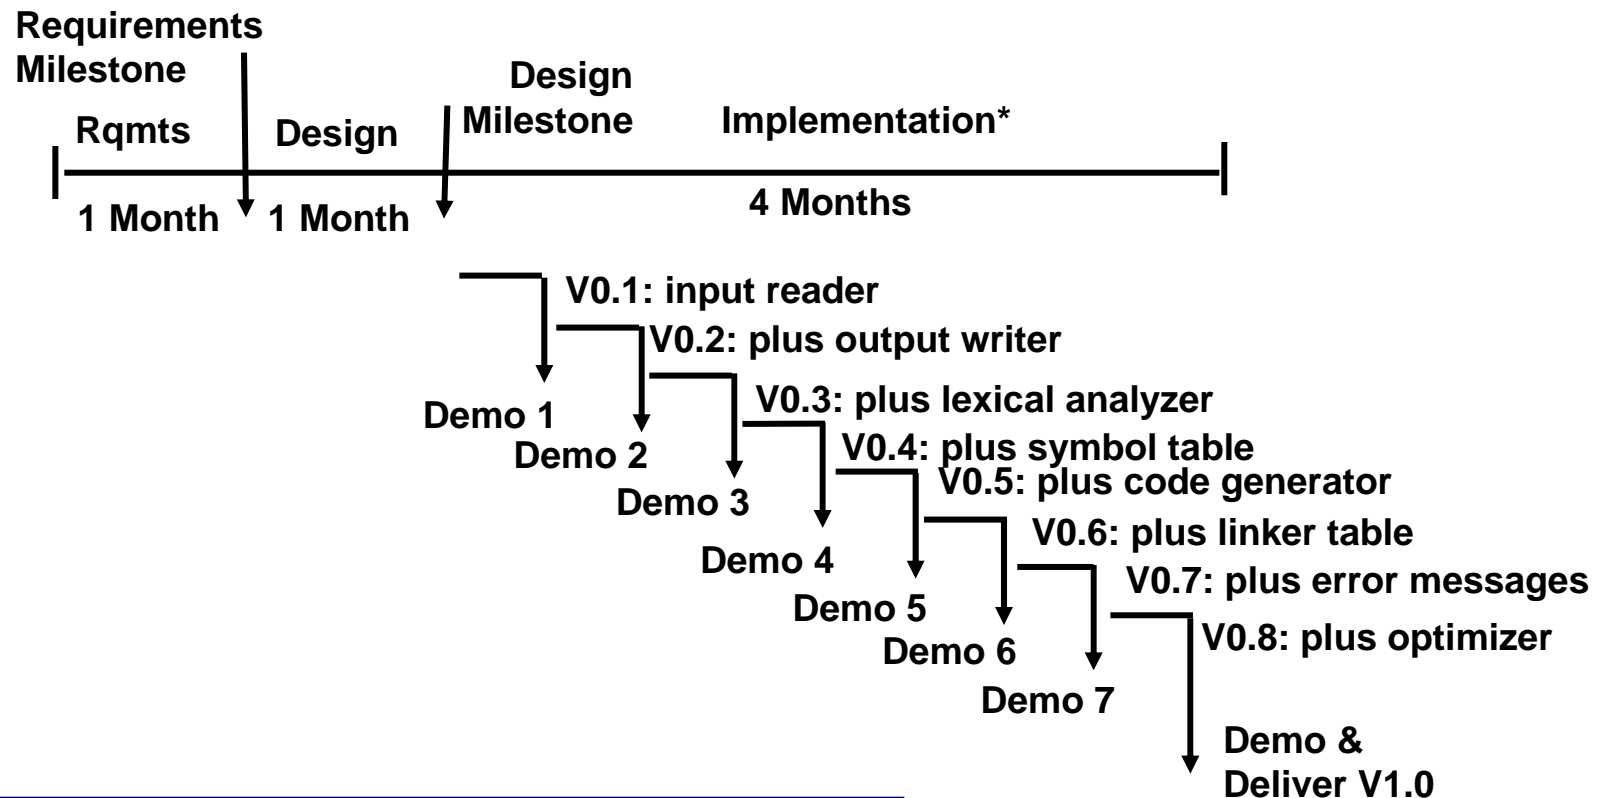 Requirements
Milestone
Design
Milestone
Rqmts
Design
Implementation*
1 Month
1 Month
4 Months
V0.1: input reader
V0.2: plus output writer
V0.3: plus lexical analyzer
Demo 1
V0.4: plus symbol table
Demo 2
V0.5: plus code generator
Demo 3
V0.6: plus linker table
Demo 4
V0.7: plus error messages
Demo 5
V0.8: plus optimizer
Demo 6
Demo 7
Demo &
Deliver V1.0